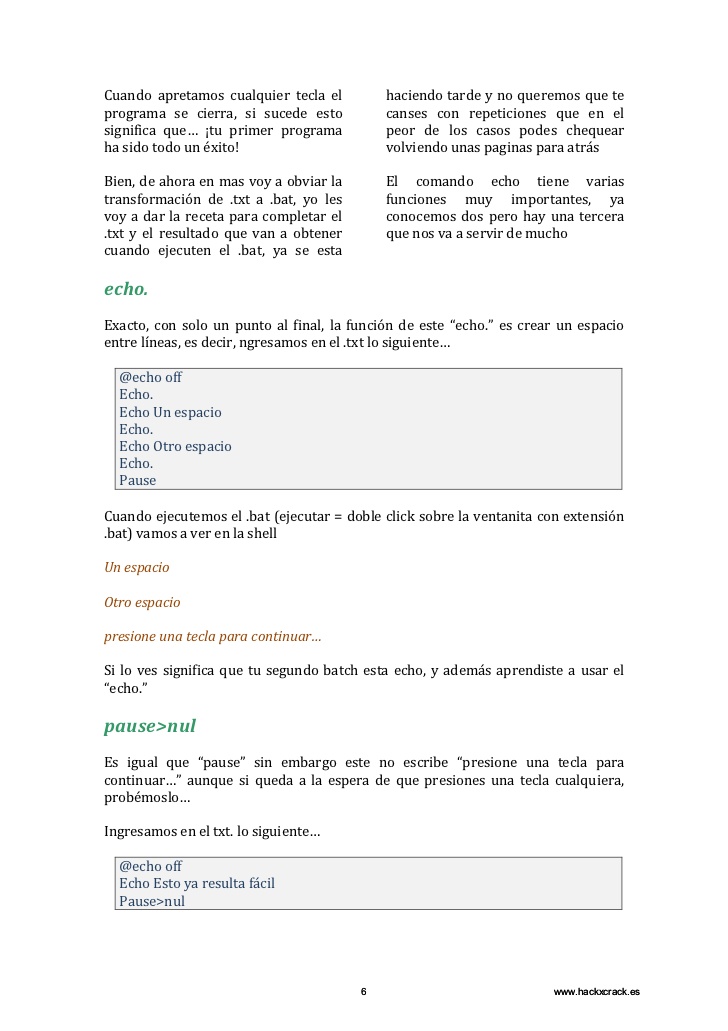 Cuando apretamos cualquier tecla el
programa se cierra, si sucede esto
significa que… ¡tu primer programa
ha sido todo un éxito!
Bien, de ahora en mas voy a obviar la
transformación de .txt a .bat, yo les
voy a dar la receta para completar el
.txt y el resultado que van a obtener
cuando ejecuten el .bat, ya se esta
haciendo tarde y no queremos que te
canses con repeticiones que en el
peor de los casos podes chequear
volviendo unas paginas para atrás
El comando echo tiene varias
funciones muy importantes, ya
conocemos dos pero hay una tercera
que nos va a servir de mucho
echo.
Exacto, con solo un punto al final, la función de este “echo.” es crear un espacio
entre líneas, es decir, ngresamos en el .txt lo siguiente…
@echo off
Echo.
Echo Un espacio
Echo.
Echo Otro espacio
Echo.
Pause
Cuando ejecutemos el .bat (ejecutar = doble click sobre la ventanita con extensión
.bat) vamos a ver en la shell
Un espacio
Otro espacio
presione una tecla para continuar…
Si lo ves significa que tu segundo batch esta echo, y además aprendiste a usar el
“echo.”
pause>nul
Es igual que “pause” sin embargo este no escribe “presione una tecla para
continuar…” aunque si queda a la espera de que presiones una tecla cualquiera,
probémoslo…
Ingresamos en el txt. lo siguiente…
@echo off
Echo Esto ya resulta fácil
Pause>nul
6
www.hackxcrack.es